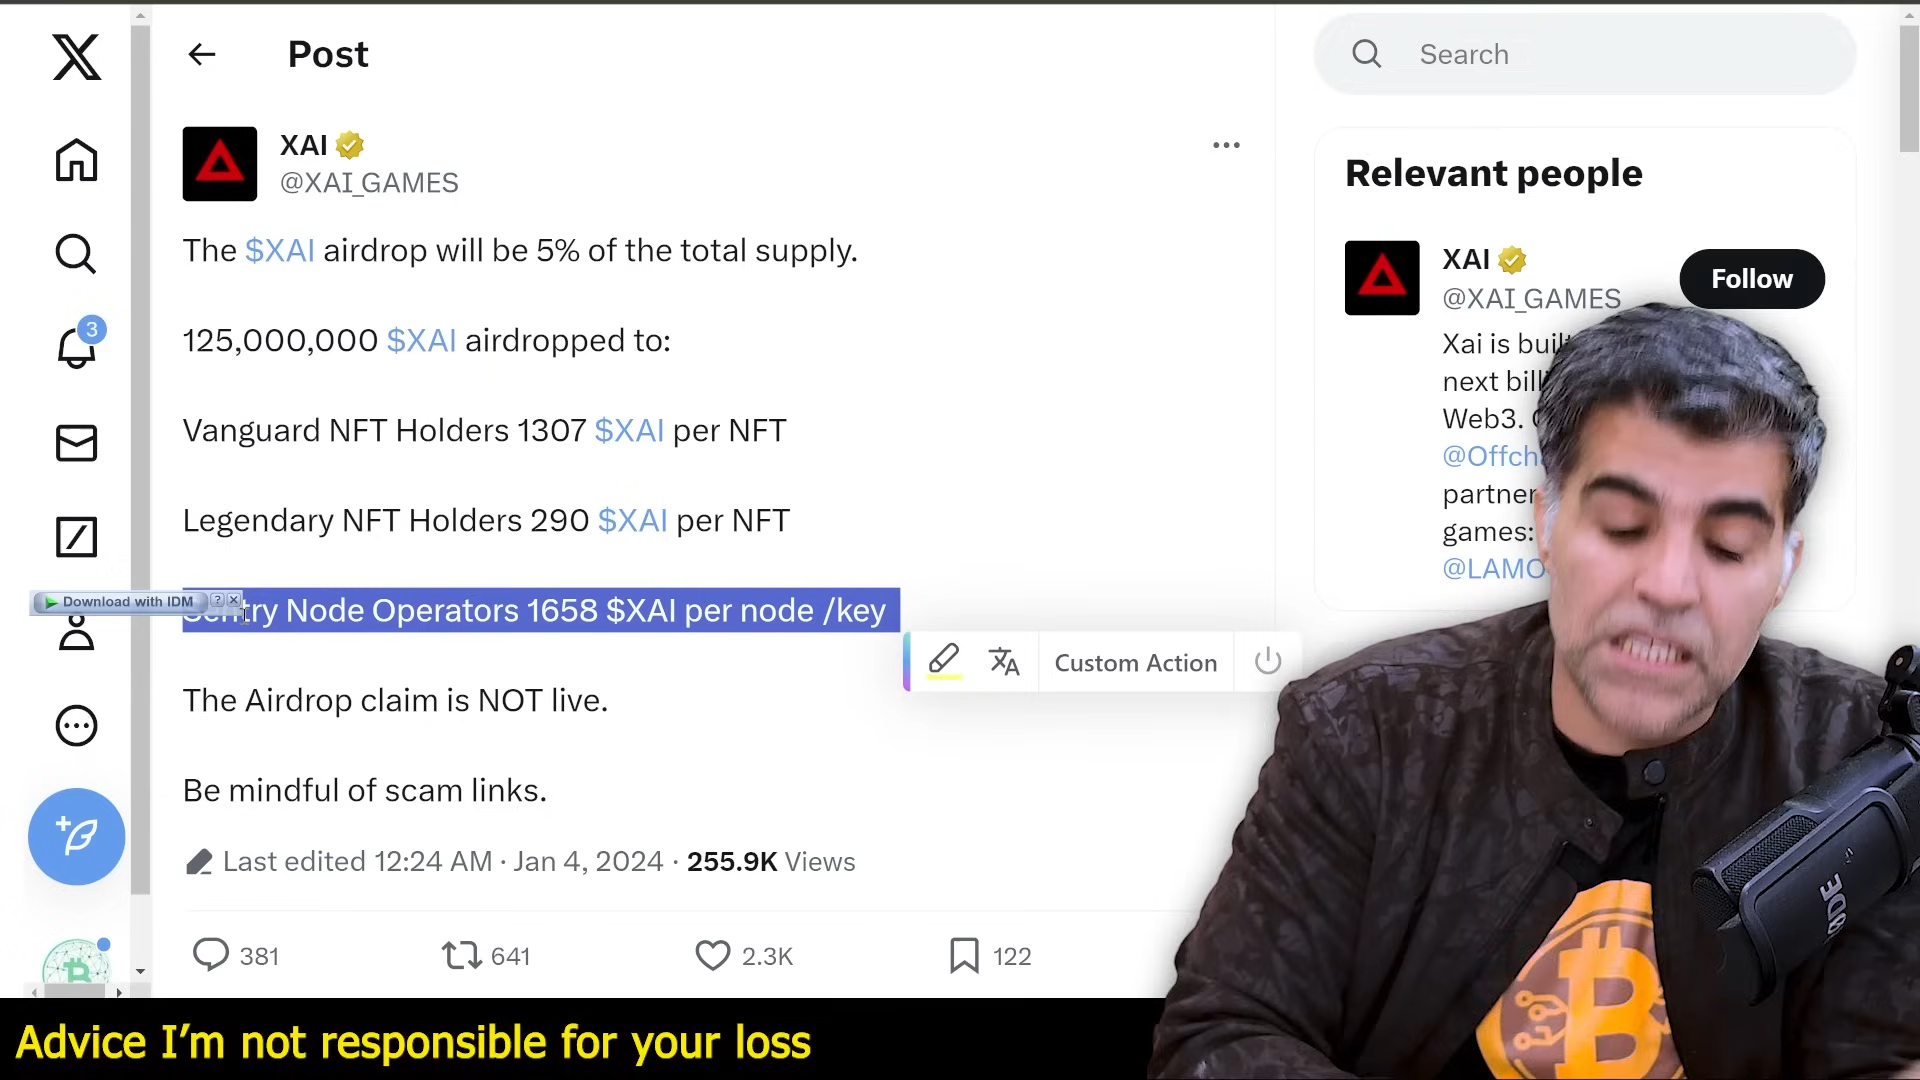 Post
Search
XAI
@XAI_GAMES
The $XAI airdrop will be 5% of the total supply.
125,000,000 $XAI airdropped to:
Vanguard NFT Holders 1307 $XAI per NFT
Legendary NFT Holders 290 $XAI per NFT
Sentry Node Operators 1658 $XAI per node /key
Download with IDM
?
Custom Action
The Airdrop claim is NOT live.
Be mindful of scam links.
Last edited 12:24 AM · Jan 4, 2024 · 255.9K Views
381
641
2.3K
122
3
Relevant people
XAI
@XAI_GAMES
Follow
Xai is built
next bill
Web3.
@Offch
partner
games:
@LAMO
RODE
Advice I'm not responsible for your loss